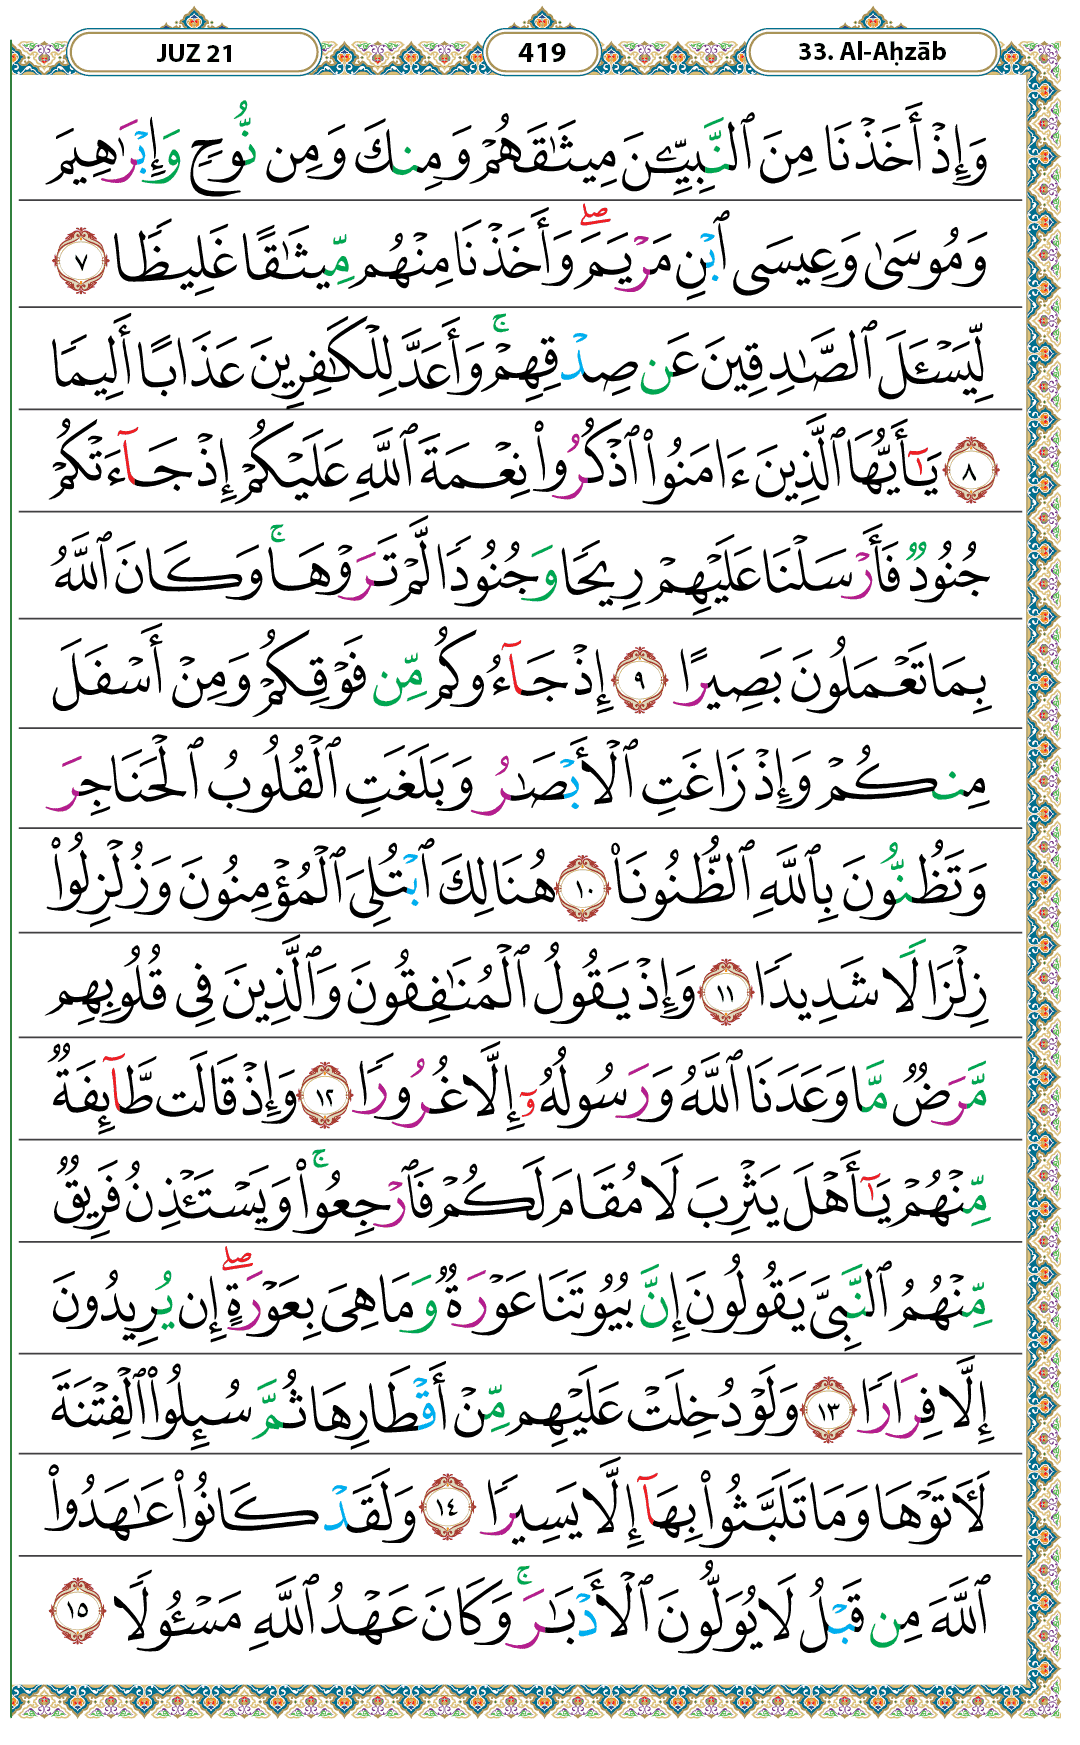 JUZ 21 419 33. Al-Aḥzāb
وَإِذْ أَخَذْنَا مِنَ ٱلنَّبِيِّـۧنَ مِيثَٰقَهُمْ وَمِنكَ وَمِن نُّوحٍ وَإِبْرَٰهِيمَ
وَمُوسَىٰ وَعِيسَى ٱبْنِ مَرْيَمَ ۖ وَأَخَذْنَا مِنْهُم مِّيثَٰقًا غَلِيظًا ٧
لِّيَسْـَٔلَ ٱلصَّٰدِقِينَ عَن صِدْقِهِمْ ۚ وَأَعَدَّ لِلْكَٰفِرِينَ عَذَابًا أَلِيمًا
٨ يَٰٓأَيُّهَا ٱلَّذِينَ ءَامَنُوا۟ ٱذْكُرُوا۟ نِعْمَةَ ٱللَّهِ عَلَيْكُمْ إِذْ جَآءَتْكُمْ
جُنُودٌ فَأَرْسَلْنَا عَلَيْهِمْ رِيحًا وَجُنُودًا لَّمْ تَرَوْهَا ۚ وَكَانَ ٱللَّهُ
بِمَا تَعْمَلُونَ بَصِيرًا ٩ إِذْ جَآءُوكُم مِّن فَوْقِكُمْ وَمِنْ أَسْفَلَ
مِنكُمْ وَإِذْ زَاغَتِ ٱلْأَبْصَٰرُ وَبَلَغَتِ ٱلْقُلُوبُ ٱلْحَنَاجِرَ
وَتَظُنُّونَ بِٱللَّهِ ٱلظُّنُونَا۠ ١٠ هُنَالِكَ ٱبْتُلِىَ ٱلْمُؤْمِنُونَ وَزُلْزِلُوا۟
زِلْزَالًا شَدِيدًا ١١ وَإِذْ يَقُولُ ٱلْمُنَٰفِقُونَ وَٱلَّذِينَ فِى قُلُوبِهِم
مَّرَضٌ مَّا وَعَدَنَا ٱللَّهُ وَرَسُولُهُۥٓ إِلَّا غُرُورًا ١٢ وَإِذْ قَالَت طَّآئِفَةٌ
مِّنْهُمْ يَٰٓأَهْلَ يَثْرِبَ لَا مُقَامَ لَكُمْ فَٱرْجِعُوا۟ ۚ وَيَسْتَـْٔذِنُ فَرِيقٌ
مِّنْهُمُ ٱلنَّبِىَّ يَقُولُونَ إِنَّ بُيُوتَنَا عَوْرَةٌ وَمَا هِىَ بِعَوْرَةٍ ۖ إِن يُرِيدُونَ
إِلَّا فِرَارًا ١٣ وَلَوْ دُخِلَتْ عَلَيْهِم مِّنْ أَقْطَارِهَا ثُمَّ سُئِلُوا۟ ٱلْفِتْنَةَ
لَـَٔاتَوْهَا وَمَا تَلَبَّثُوا۟ بِهَآ إِلَّا يَسِيرًا ١٤ وَلَقَدْ كَانُوا۟ عَٰهَدُوا۟
ٱللَّهَ مِن قَبْلُ لَا يُوَلُّونَ ٱلْأَدْبَٰرَ ۚ وَكَانَ عَهْدُ ٱللَّهِ مَسْـُٔولًا ١٥